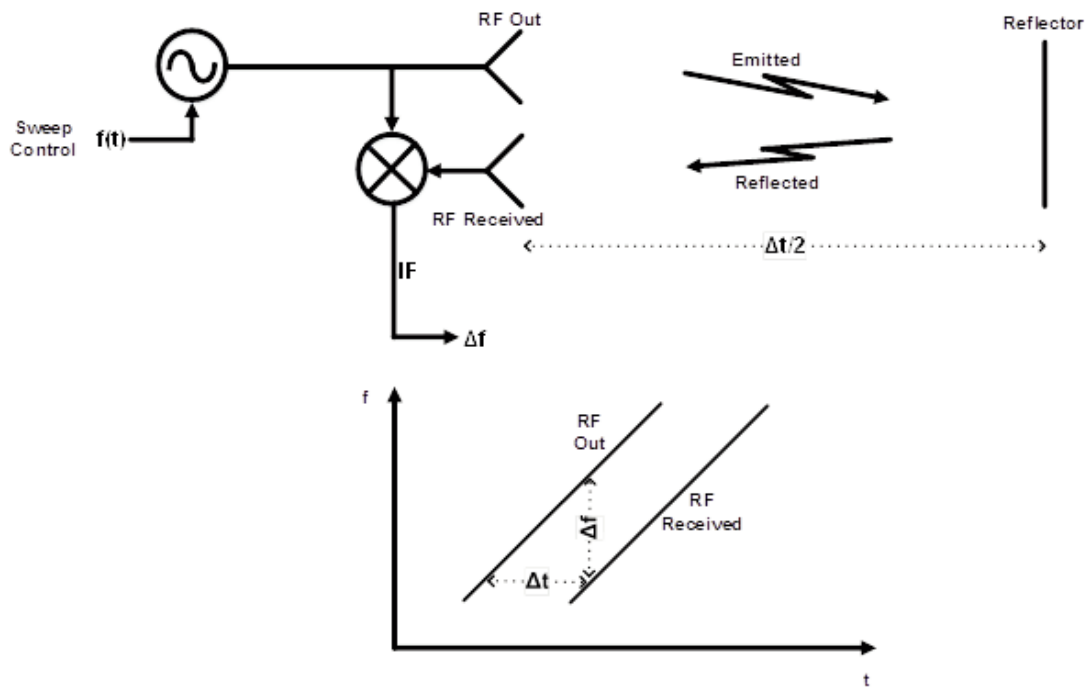 RF Out
Reflector
Emitted
Sweep
Control
f(t)
Reflected
RF Received
Δt/2
IF
Δf
f
RF
Out
Δf
RF
Received
Δt
t